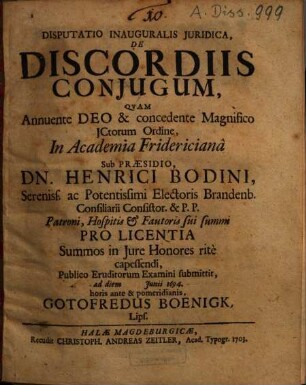 A. Diss. 999
DISPUTATIO INAUGURALIS JURIDICA,
DE
DISCORDIIS
CONJUGUM,
QVAM
Annuente DEO & concedente Magnifico
JCtorum Ordine,
In Academia Fridericianâ
Sub PRÆSIDIO,
DN. HENRICI BODINI,
Sereniss. ac Potentissimi Electoris Brandenb.
Consiliarii Consistor. & P. P.
Patroni, Hospitis & Fautoris sui summi
PRO LICENTIA
Summos in Jure Honores ritè
capessendi,
Publico Eruditorum Examini submittit,
ad diem Junii 1694.
horis ante & pomeridianis,
GOTOFREDUS BOENIGK,
Lips.
HALÆ MAGDEBURGICÆ,
Recusa CHRISTOPH. ANDREAS ZEITLER, Acad. Typogr. 1703.